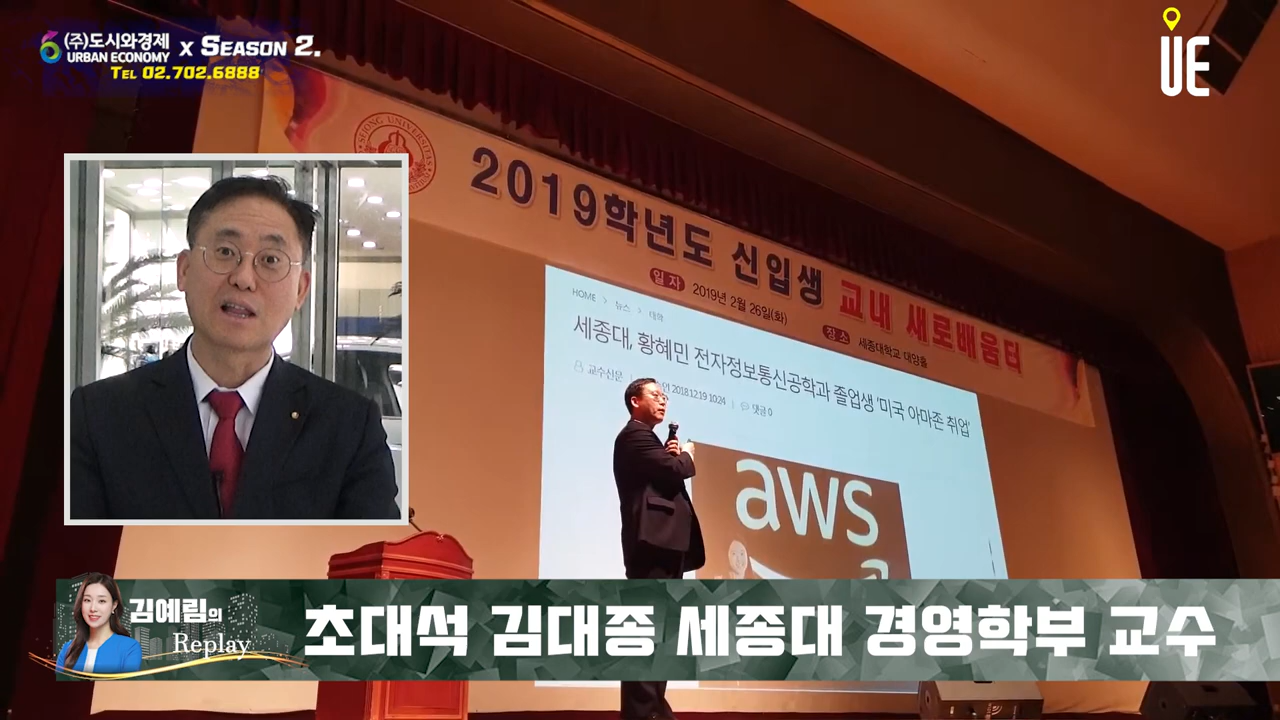 (주)도시와경제
URBAN ECONOMY
X SEASON 2.
TEL 02.702.6888
UE
SEJONG UNIVERSITAS
2019학년도 신입생 교내 새로배움터
일 자 2019년 2월 26일(화)
장 소 세종대학교 대양홀
HOME > 뉴스 > 대학
세종대, 황혜민 전자정보통신공학과 졸업생 '미국 아마존 취업'
교수신문
2018.12.19 10:24
댓글 0
aws
김예림의
Replay
초대석 김대종 세종대 경영학부 교수